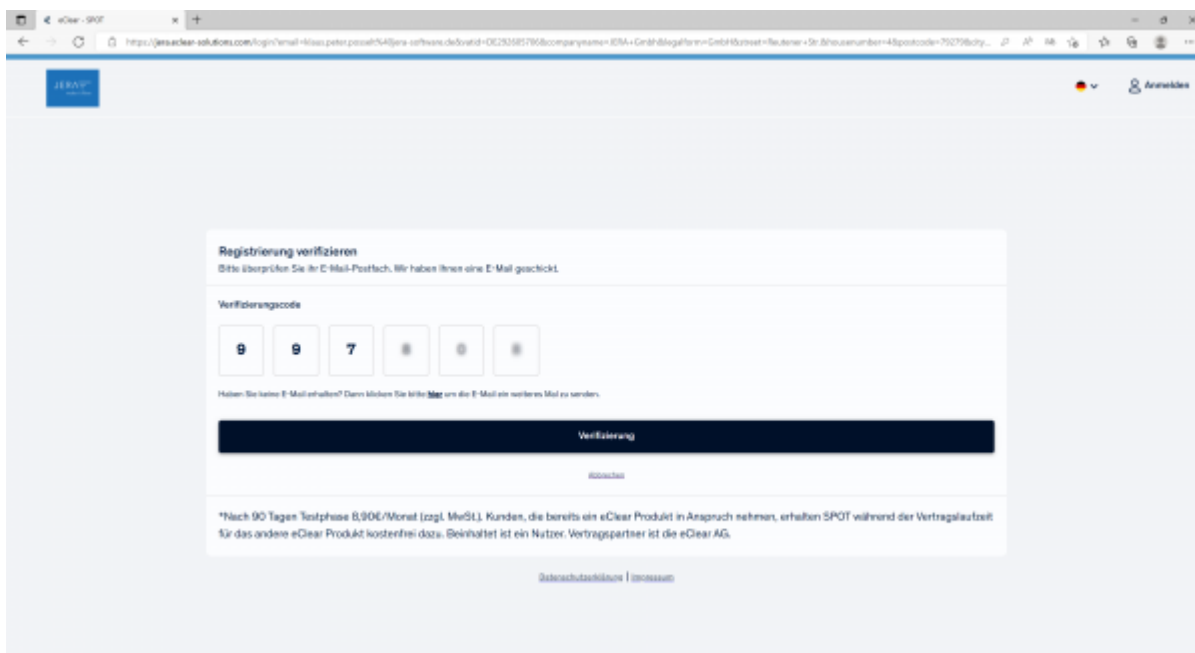 eClear - SPOT
JERA
Anmelden
Registrierung verifizieren
Bitte überprüfen Sie ihr E-Mail-Postfach. Wir haben Ihnen eine E-Mail geschickt.
Verifizierungscode
9 9 7
Haben Sie keine E-Mail erhalten? Dann klicken Sie bitte hier um die E-Mail ein weiteres Mal zu senden.
Verifizierung
Abbrechen
*Nach 90 Tagen Testphase 8,90€/Monat (zzgl. MwSt.). Kunden, die bereits ein eClear Produkt in Anspruch nehmen, erhalten SPOT während der Vertragslaufzeit
für das andere eClear Produkt kostenfrei dazu. Beinhaltet ist ein Nutzer. Vertragspartner ist die eClear AG.
Datenschutzerklärung | Impressum